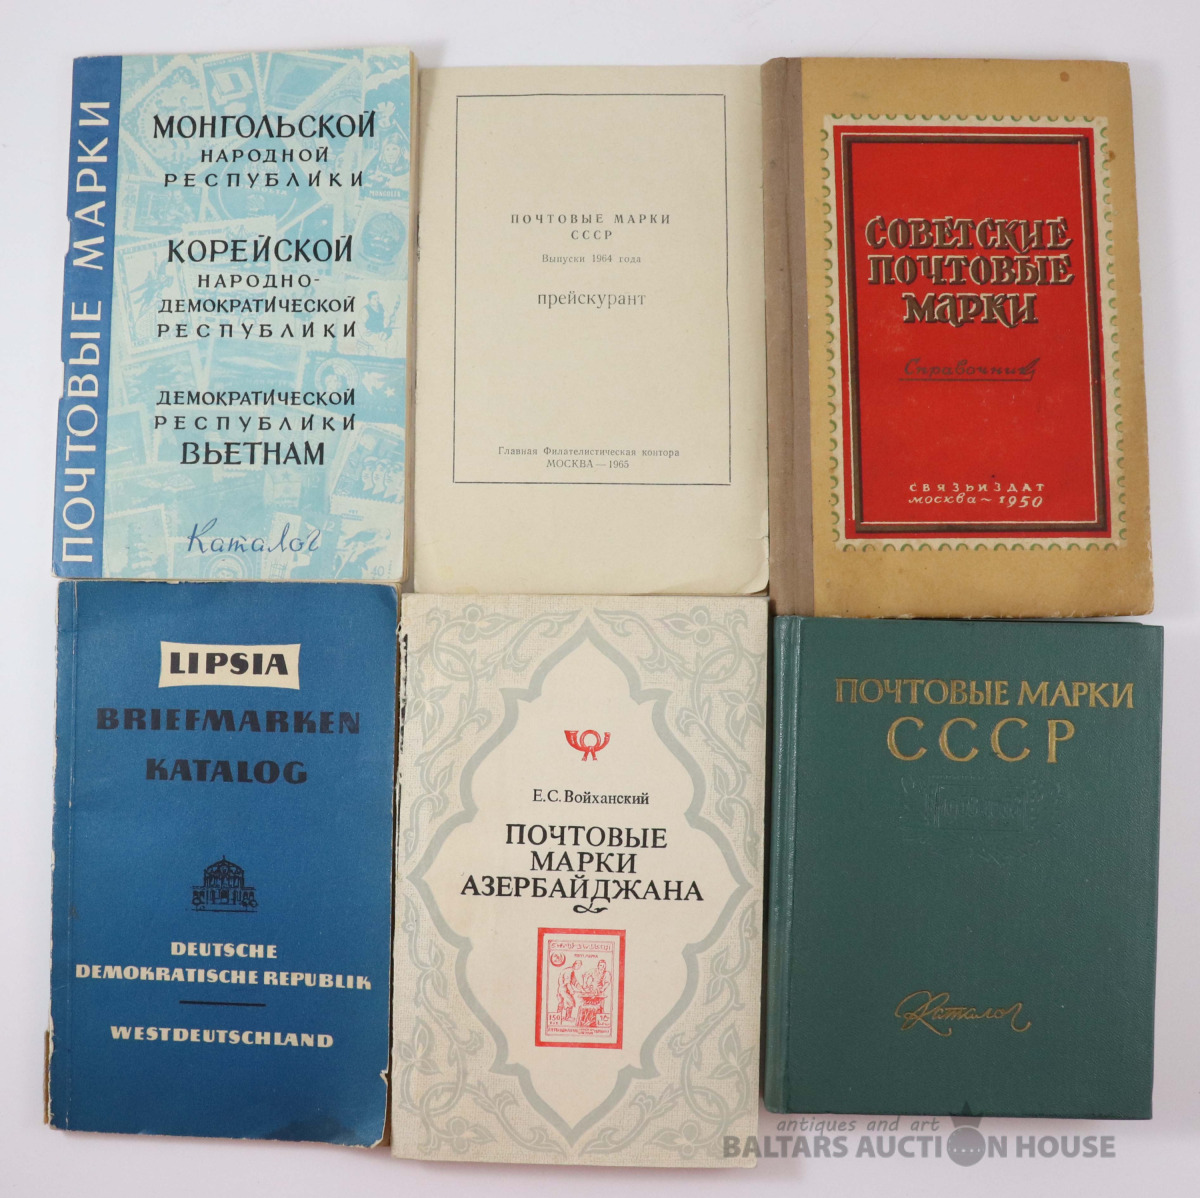 ПОЧТОВЫЕ МАРКИ
МОНГОЛЬСКОЙ
НАРОДНОЙ
РЕСПУБЛИКИ
КОРЕЙСКОЙ
НАРОДНО-
ДЕМОКРАТИЧЕСКОЙ
РЕСПУБЛИКИ
ДЕМОКРАТИЧЕСКОЙ
РЕСПУБЛИКИ
ВЬЕТНАМ
Каталог
ПОЧТОВЫЕ МАРКИ
СССР
Выпуски 1964 года
прейскурант
Главная Филателистическая контора
МОСКВА — 1965
СОВЕТСКИЕ
ПОЧТОВЫЕ
МАРКИ
Справочник
СВЯЗЬИЗДАТ
МОСКВА ~ 1950
LIPSIA
BRIEFMARKEN
KATALOG
DEUTSCHE
DEMOKRATISCHE REPUBLIK
WESTDEUTSCHLAND
Е. С. Войханский
ПОЧТОВЫЕ
МАРКИ
АЗЕРБАЙДЖАНА
150
ПОЧТОВЫЕ МАРКИ
СССР
Каталог
antiques and art
BALTARS AUCTION HOUSE